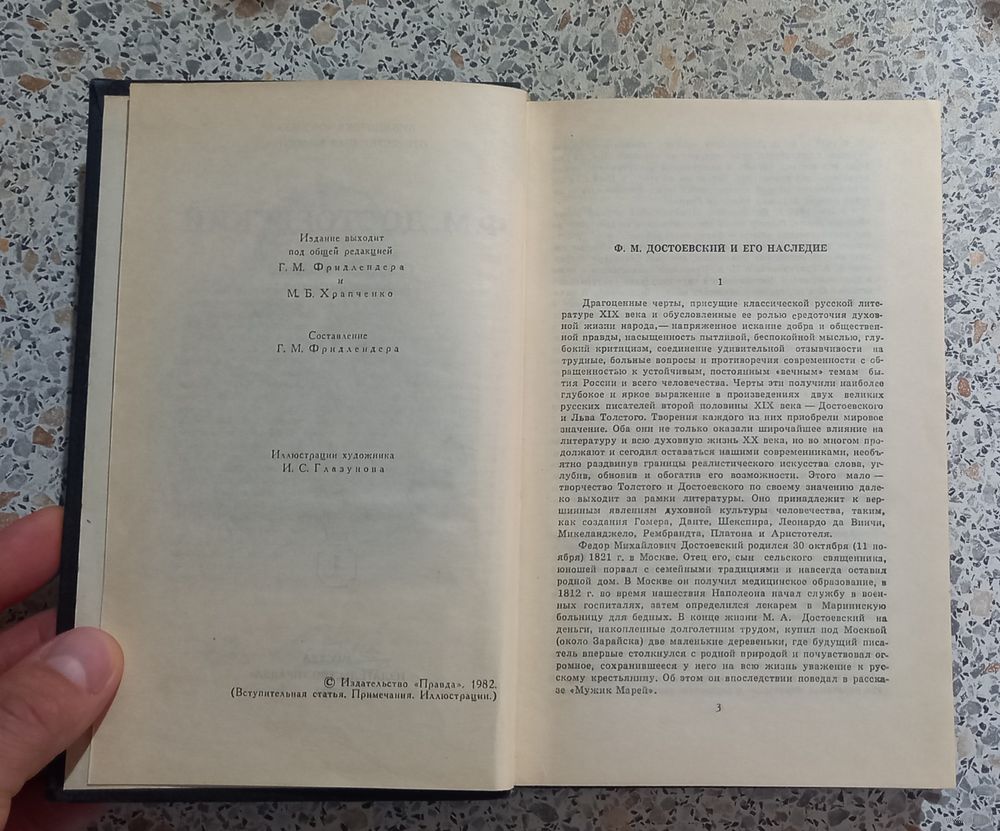 Издание выходит
под общей редакцией
Г. М. Фридлендера
и
М. Б. Храпченко
Составление
Г. М. Фридлендера
Иллюстрации художника
И. С. Глазунова
© Издательство «Правда». 1982.
(Вступительная статья. Примечания. Иллюстрации.)
Ф. М. ДОСТОЕВСКИЙ И ЕГО НАСЛЕДИЕ
1
Драгоценные черты, присущие классической русской лите-
ратуре XIX века и обусловленные ее ролью средоточия духов-
ной жизни народа,— напряженное искание добра и обществен-
ной правды, насыщенность пытливой, беспокойной мыслью, глу-
бокий критицизм, соединение удивительной отзывчивости на
трудные, больные вопросы и противоречия современности с об-
ращенностью к устойчивым, постоянным «вечным» темам бы-
тия России и всего человечества. Черты эти получили наиболее
глубокое и яркое выражение в произведениях двух великих
русских писателей второй половины XIX века — Достоевского
и Льва Толстого. Творения каждого из них приобрели мировое
значение. Оба они не только оказали широчайшее влияние на
литературу и всю духовную жизнь XX века, но во многом про-
должают и сегодня оставаться нашими современниками, необъ-
ятно раздвинув границы реалистического искусства слова, уг-
лубив, обновив и обогатив его возможности. Этого мало —
творчество Толстого и Достоевского по своему значению дале-
ко выходит за рамки литературы. Оно принадлежит к вер-
шинным явлениям духовной культуры человечества, таким,
как создания Гомера, Данте, Шекспира, Леонардо да Винчи,
Микеланджело, Рембрандта, Платона и Аристотеля.
Федор Михайлович Достоевский родился 30 октября (11 но-
ября) 1821 г. в Москве. Отец его, сын сельского священника,
юношей порвал с семейными традициями и навсегда оставил
родной дом. В Москве он получил медицинское образование, в
1812 г. во время нашествия Наполеона начал службу в воен-
ных госпиталях, затем определился лекарем в Мариинскую
больницу для бедных. В конце жизни М. А. Достоевский на
деньги, накопленные долголетним трудом, купил под Москвой
(около Зарайска) две маленькие деревеньки, где будущий писа-
тель впервые столкнулся с родной природой и почувствовал ог-
ромное, сохранившееся у него на всю жизнь уважение к рус-
скому крестьянину. Об этом он впоследствии поведал в расска-
зе «Мужик Марей».
3